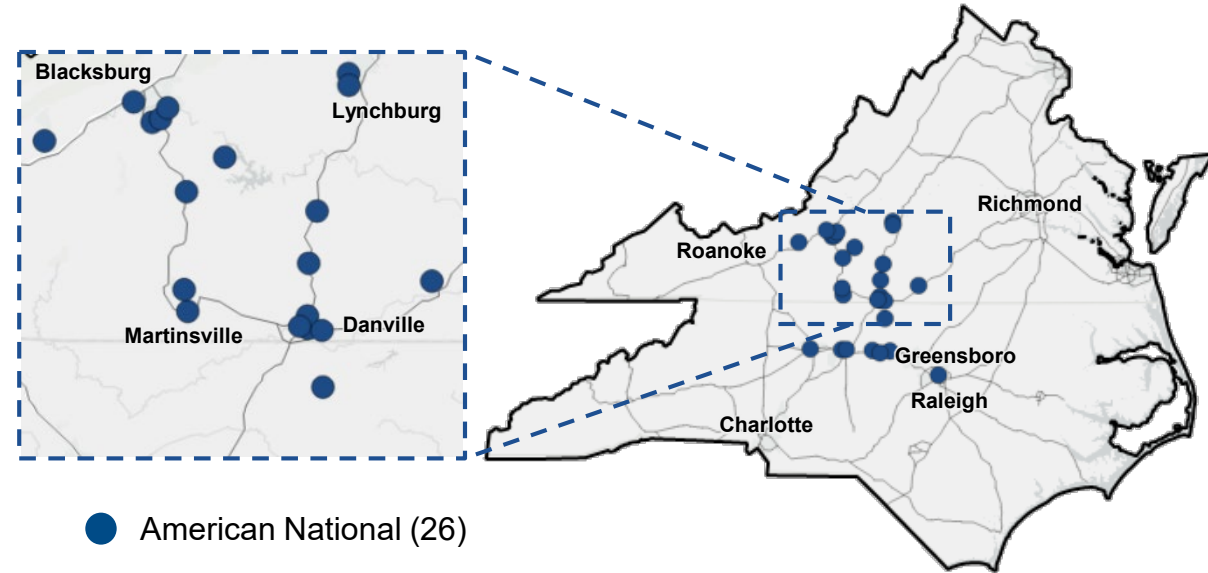 Blacksburg
Lynchburg
Martinsville
Danville
Richmond
Roanoke
Greensboro
Raleigh
Charlotte
American National (26)